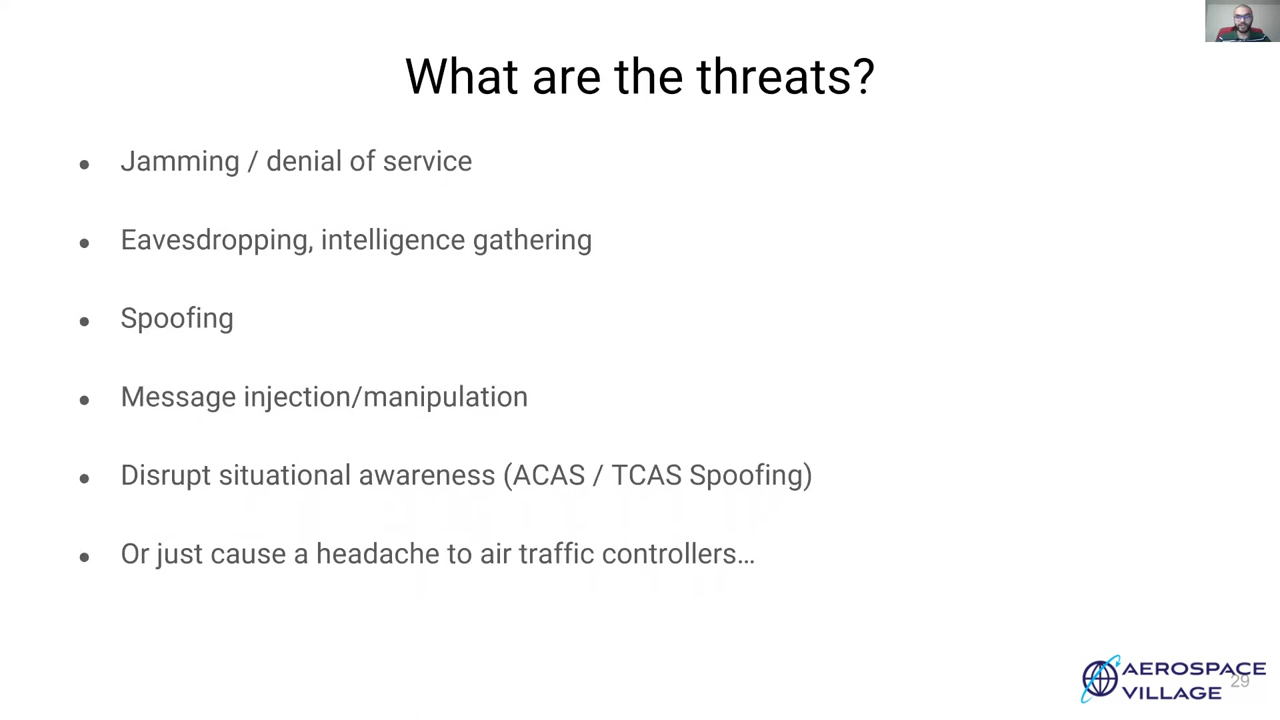 What are the threats?
● Jamming / denial of service
● Eavesdropping, intelligence gathering
● Spoofing
● Message injection/manipulation
● Disrupt situational awareness (ACAS / TCAS Spoofing)
● Or just cause a headache to air traffic controllers…
AEROSPACE
VILLAGE
29